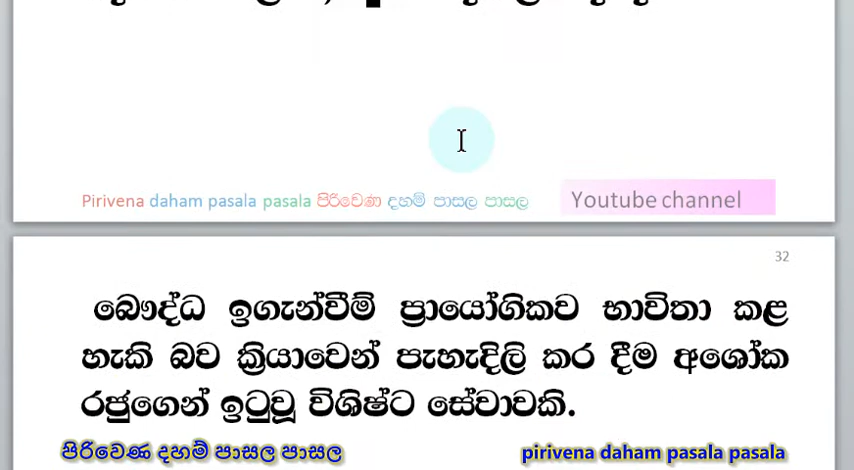 Pirivena daham pasala pasala පිරිවෙණ දහම් පාසල පාසල Youtube channel
32
බෞද්ධ ඉගැන්වීම් ප්‍රායෝගිකව භාවිතා කළ
හැකි බව ක්‍රියාවෙන් පැහැදිලි කර දීම අශෝක
රජුගෙන් ඉටුවූ විශිෂ්ට සේවාවකි.
පිරිවෙණ දහම් පාසල පාසල pirivena daham pasala pasala